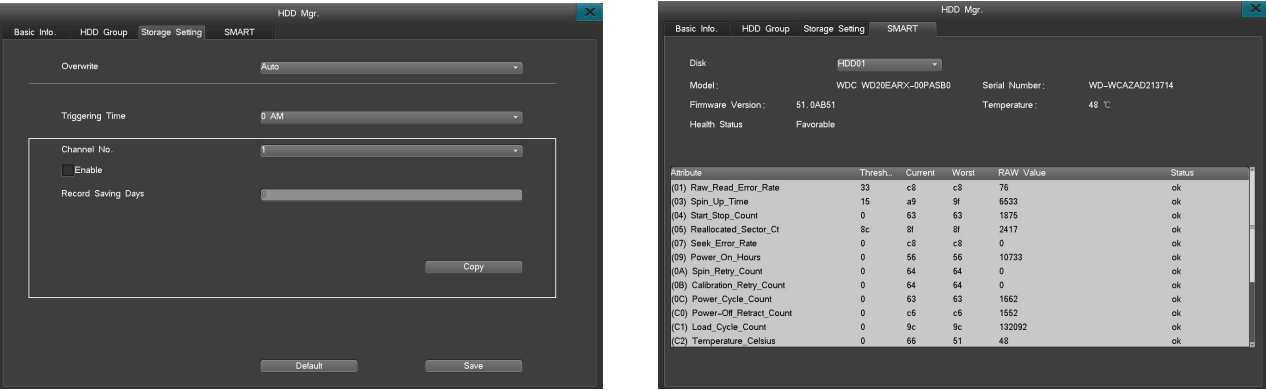 HDD Mgr.
Basic Info. HDD Group Storage Setting SMART
Overwrite Auto
Triggering Time 0 AM
Channel No. 1
Enable
Record Saving Days 0
Copy
Default Save
HDD Mgr.
Basic Info. HDD Group Storage Setting SMART
Disk HDD01
Model: WDC WD20EARX-00PASB0 Serial Number: WD-WCAZAD213714
Firmware Version: 51.0AB51 Temperature: 48 ℃
Health Status Favorable
Attribute Thresh... Current Worst RAW Value Status
(01) Raw_Read_Error_Rate 33 c8 c8 76 ok
(03) Spin_Up_Time 15 a9 9f 6533 ok
(04) Start_Stop_Count 0 63 63 1875 ok
(05) Reallocated_Sector_Ct 8c 8f 8f 2417 ok
(07) Seek_Error_Rate 0 c8 c8 0 ok
(09) Power_On_Hours 0 56 56 10733 ok
(0A) Spin_Retry_Count 0 64 64 0 ok
(0B) Calibration_Retry_Count 0 64 64 0 ok
(0C) Power_Cycle_Count 0 63 63 1662 ok
(C0) Power-Off_Retract_Count 0 c6 c6 1552 ok
(C1) Load_Cycle_Count 0 9c 9c 132092 ok
(C2) Temperature_Celsius 0 66 51 48 ok